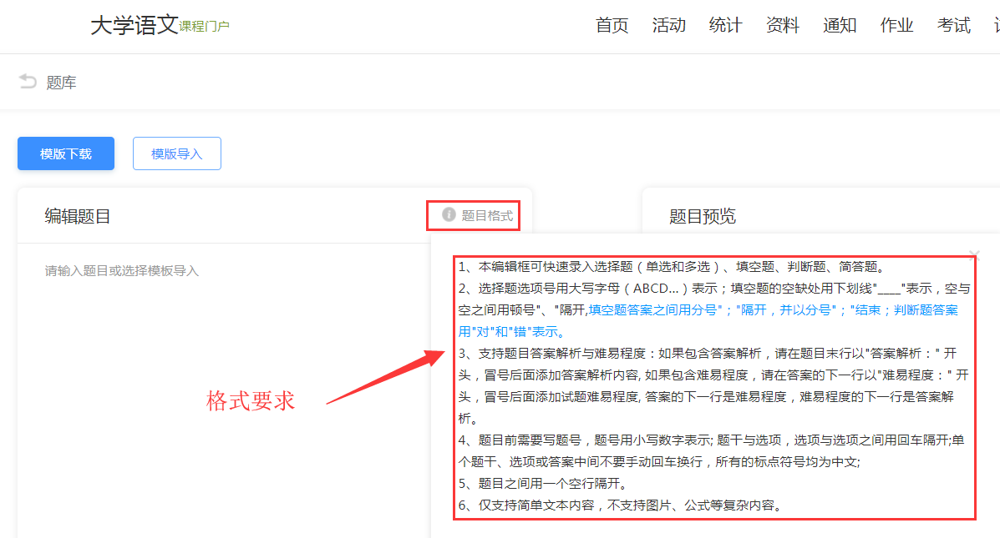 大学语文课程门户
首页 活动 统计 资料 通知 作业 考试
题库
模版下载 模版导入
编辑题目 题目格式 题目预览
请输入题目或选择模板导入
1、本编辑框可快速录入选择题（单选和多选）、填空题、判断题、简答题。
2、选择题选项号用大写字母（ABCD...）表示；填空题的空缺处用下划线"____"表示，空与
空之间用顿号"、"隔开,填空题答案之间用分号"；"隔开，并以分号"；"结束；判断题答案
用"对"和"错"表示。
3、支持题目答案解析与难易程度：如果包含答案解析，请在题目末行以"答案解析：" 开
头，冒号后面添加答案解析内容, 如果包含难易程度，请在答案的下一行以"难易程度：" 开
头，冒号后面添加试题难易程度, 答案的下一行是难易程度，难易程度的下一行是答案解
析。
4、题目前需要写题号，题号用小写数字表示; 题干与选项，选项与选项之间用回车隔开;单
个题干、选项或答案中间不要手动回车换行，所有的标点符号均为中文;
5、题目之间用一个空行隔开。
6、仅支持简单文本内容，不支持图片、公式等复杂内容。
格式要求